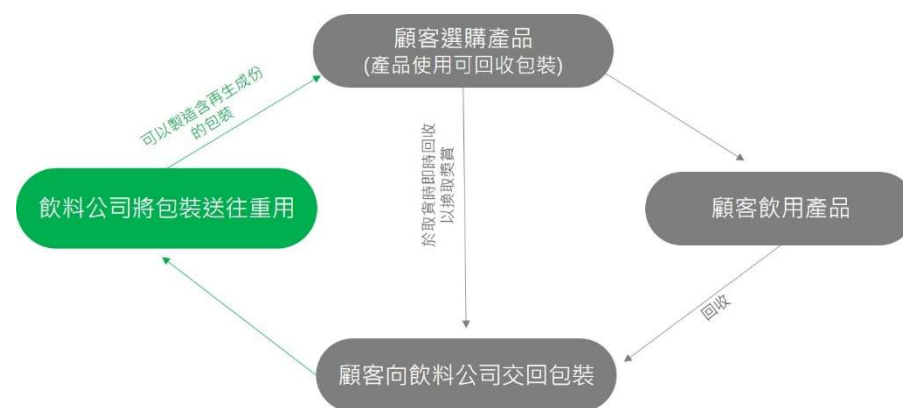 顧客選購產品
(產品使用可回收包裝)
可以製造含再生成份
的包裝
於取貨時即時回收
以換取獎賞
飲料公司將包裝送往重用
顧客飲用產品
回收
顧客向飲料公司交回包裝